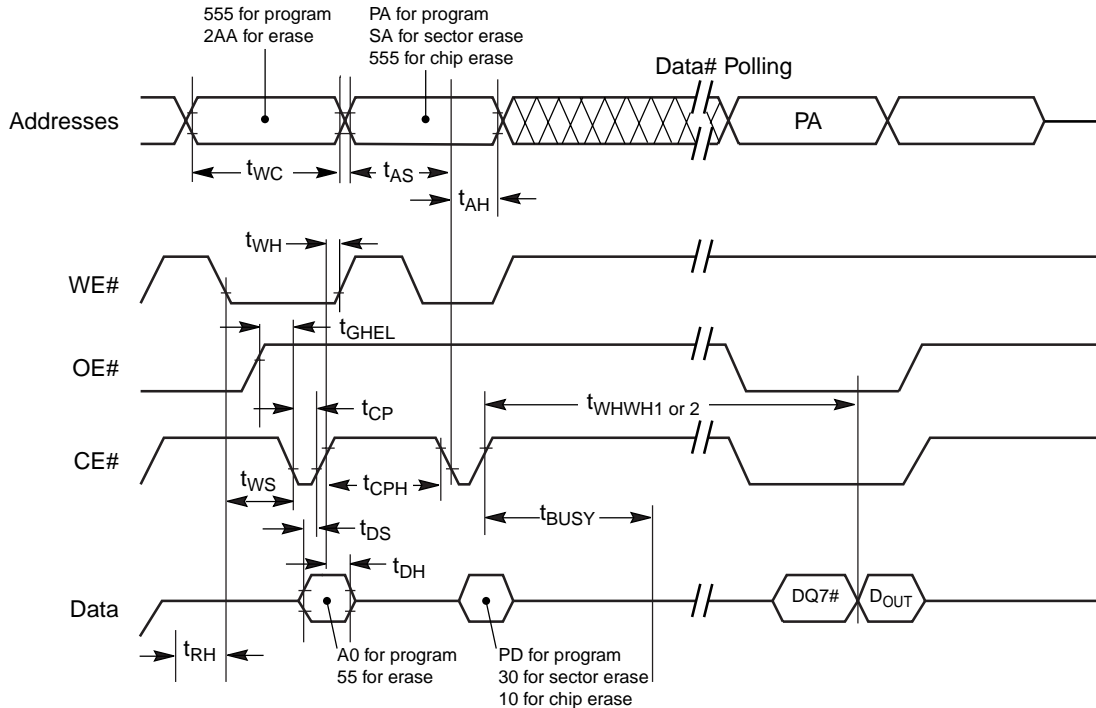 555 for program
2AA for erase
PA for program
SA for sector erase
555 for chip erase
Data# Polling
Addresses
PA
tWC
tAS
tAH
tWH
WE#
tGHEL
OE#
tWHWH1 or 2
tCP
CE#
tWS
tCPH
tBUSY
tDS
tDH
Data
DQ7#
DOUT
tRH
A0 for program
55 for erase
PD for program
30 for sector erase
10 for chip erase